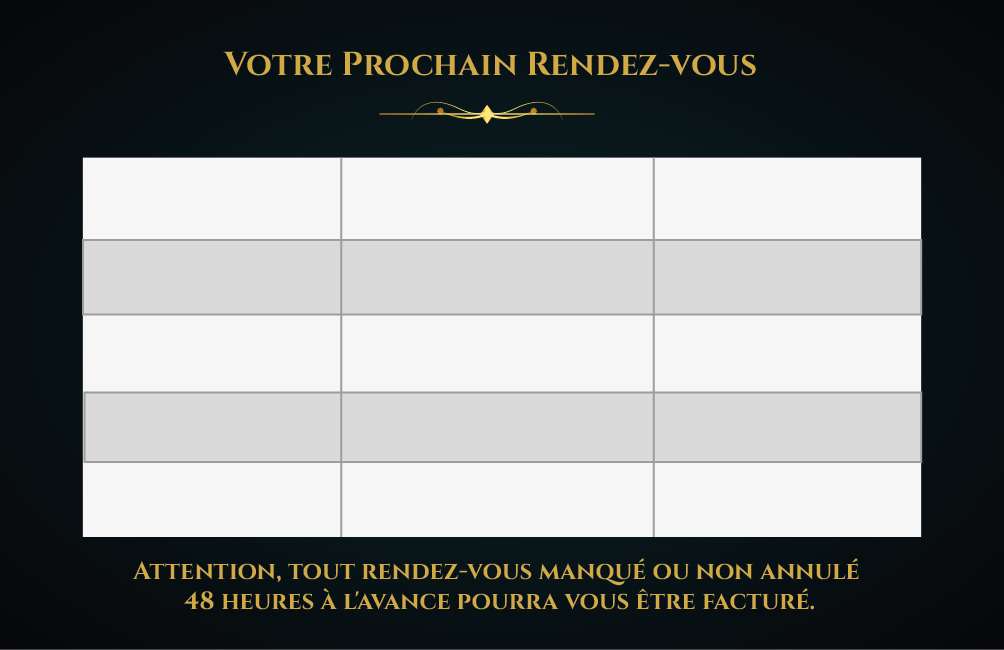 Votre Prochain Rendez-vous
Attention, tout rendez-vous manqué ou non annulé
48 heures à l'avance pourra vous être facturé.